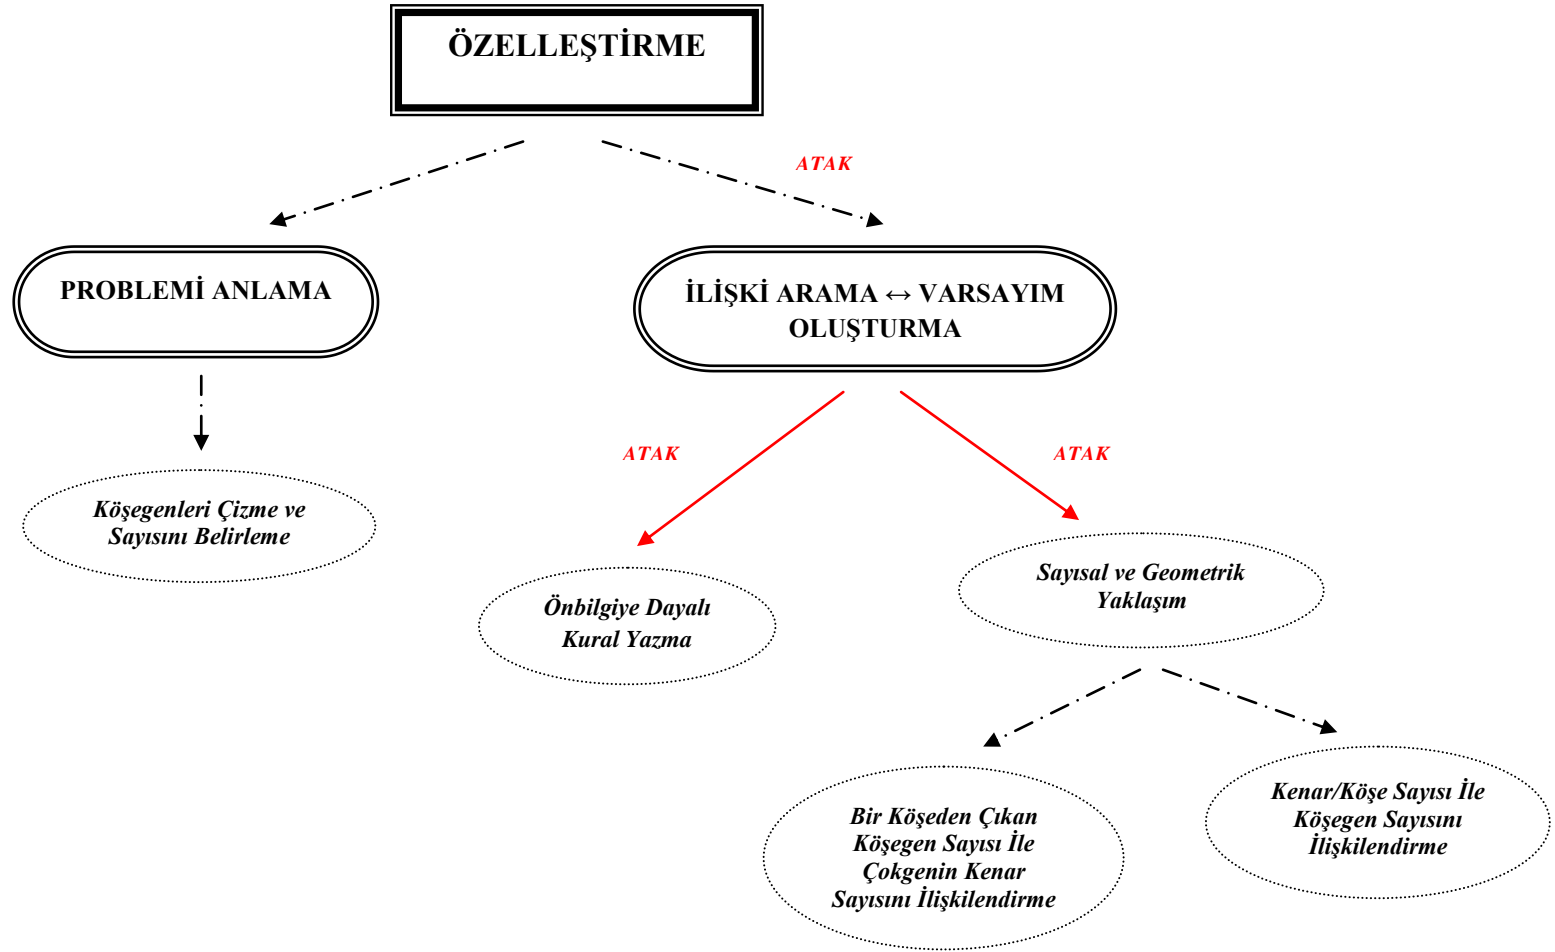 ÖZELLEŞTİRME
ATAK
PROBLEMİ ANLAMA
İLİŞKİ ARAMA ↔ VARSAYIM
OLUŞTURMA
ATAK
ATAK
Köşegenleri Çizme ve
Sayısını Belirleme
Önbilgiye Dayalı
Kural Yazma
Sayısal ve Geometrik
Yaklaşım
Bir Köşeden Çıkan
Köşegen Sayısı İle
Çokgenin Kenar
Sayısını İlişkilendirme
Kenar/Köşe Sayısı İle
Köşegen Sayısını
İlişkilendirme